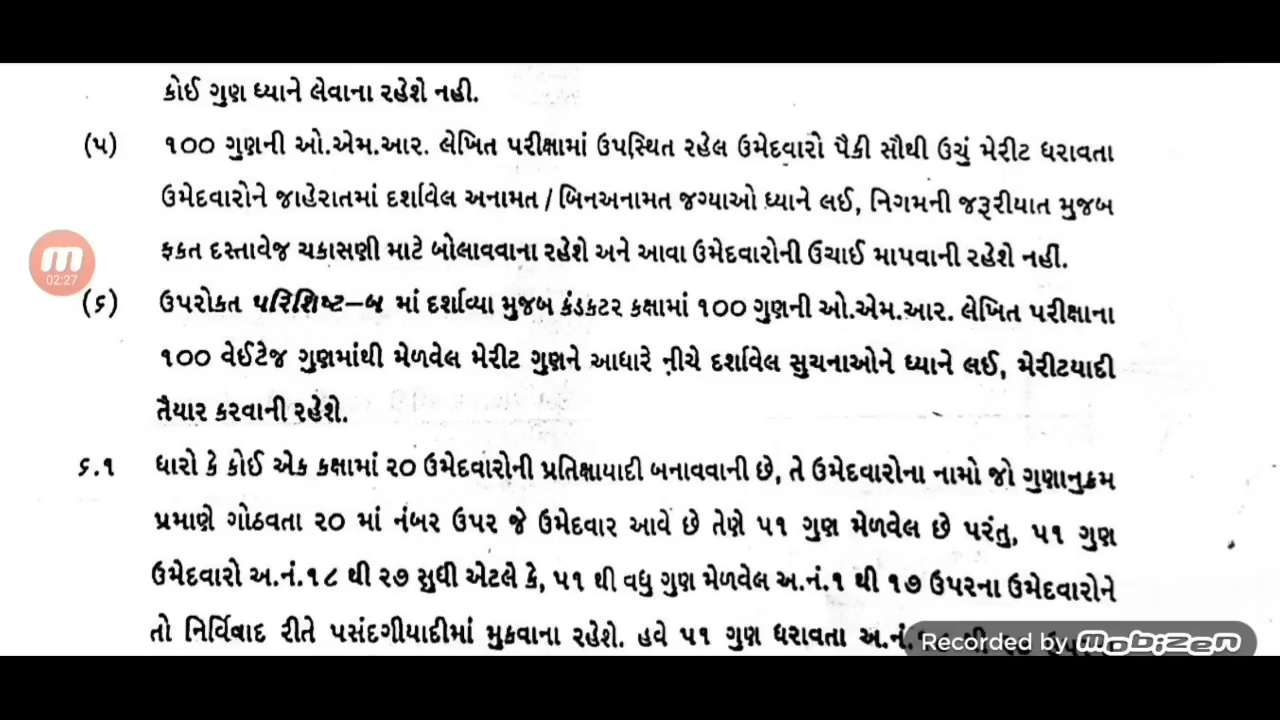 કોઈ ગુણ ધ્યાને લેવાના રહેશે નહી.
(૫) ૧૦૦ ગુણની ઓ.એમ.આર. લેખિત પરીક્ષામાં ઉપસ્થિત રહેલ ઉમેદવારો પૈકી સૌથી ઉચું મેરીટ ધરાવતા
ઉમેદવારોને જાહેરાતમાં દર્શાવેલ અનામત / બિનઅનામત જગ્યાઓ ધ્યાને લઈ, નિગમની જરૂરીયાત મુજબ
ફકત દસ્તાવેજ ચકાસણી માટે બોલાવવાના રહેશે અને આવા ઉમેદવારોની ઉચાઈ માપવાની રહેશે નહીં.
02:27
(૬) ઉપરોકત પરિશિષ્ટ–બ માં દર્શાવ્યા મુજબ કંડકટર કક્ષામાં ૧૦૦ ગુણની ઓ.એમ.આર. લેખિત પરીક્ષાના
૧૦૦ વેઈટેજ ગુણમાંથી મેળવેલ મેરીટ ગુણને આધારે નીચે દર્શાવેલ સુચનાઓને ધ્યાને લઈ, મેરીટયાદી
તૈયાર કરવાની રહેશે.
૬.૧ ધારો કે કોઈ એક કક્ષામાં ૨૦ ઉમેદવારોની પ્રતિક્ષાયાદી બનાવવાની છે, તે ઉમેદવારોના નામો જો ગુણાનુક્રમ
પ્રમાણે ગોઠવતા ૨૦ માં નંબર ઉપર જે ઉમેદવાર આવે છે તેણે ૫૧ ગુણ મેળવેલ છે પરંતુ, ૫૧ ગુણ
ઉમેદવારો અ.નં.૧૮ થી ૨૭ સુધી એટલે કે, ૫૧ થી વધુ ગુણ મેળવેલ અ.નં.૧ થી ૧૭ ઉપરના ઉમેદવારોને
તો નિર્વિવાદ રીતે પસંદગીયાદીમાં મુકવાના રહેશે. હવે ૫૧ ગુણ ધરાવતા અ.નં.
Recorded by mobizen